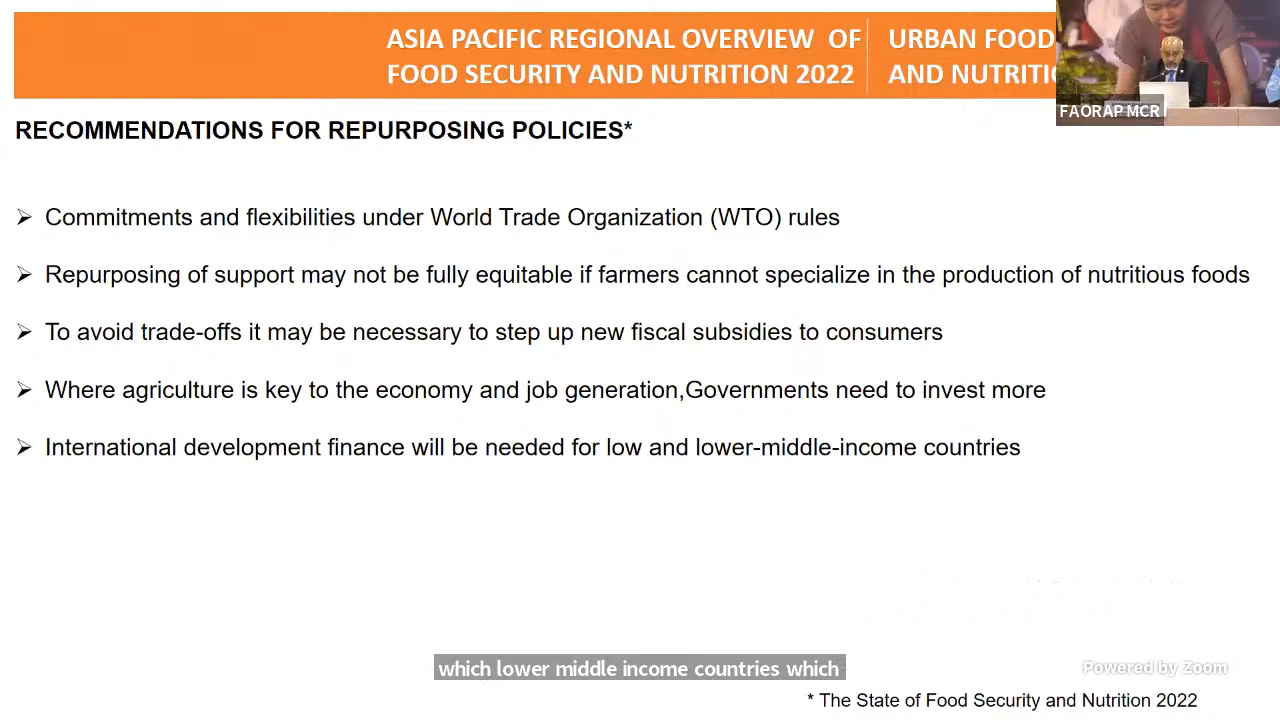 ASIA PACIFIC REGIONAL OVERVIEW OF
FOOD SECURITY AND NUTRITION 2022
URBAN FOOD
AND NUTRITI
FAORAP MCR
RECOMMENDATIONS FOR REPURPOSING POLICIES*
➢ Commitments and flexibilities under World Trade Organization (WTO) rules
➢ Repurposing of support may not be fully equitable if farmers cannot specialize in the production of nutritious foods
➢ To avoid trade-offs it may be necessary to step up new fiscal subsidies to consumers
➢ Where agriculture is key to the economy and job generation,Governments need to invest more
➢ International development finance will be needed for low and lower-middle-income countries
which lower middle income countries which
Powered by Zoom
* The State of Food Security and Nutrition 2022